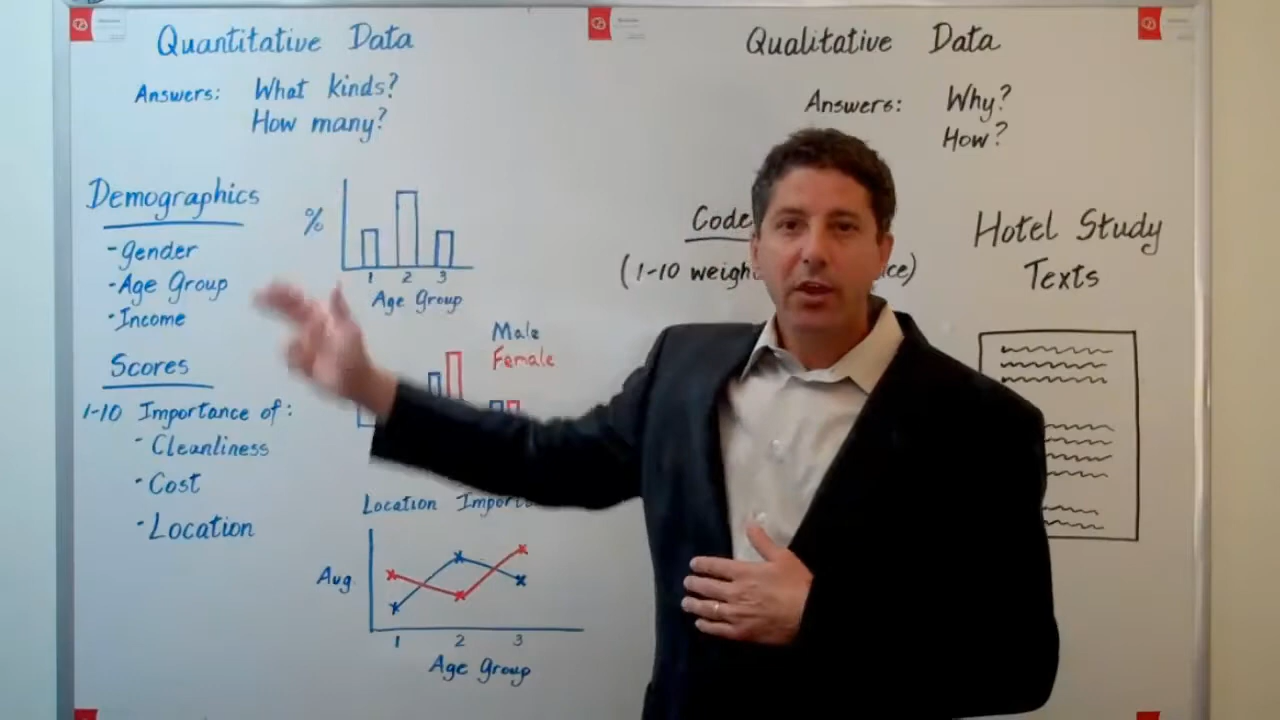 Quantitative Data
Answers: What kinds?
How many?
Demographics
- Gender
- Age Group
- Income
Scores
1-10 Importance of:
- Cleanliness
- Cost
- Location
%
1 2 3
Age Group
Male
Female
Location
Avg
1 2 3
Age Group
Qualitative Data
Answers: Why?
How?
Code
(1-10
Hotel Study
Texts